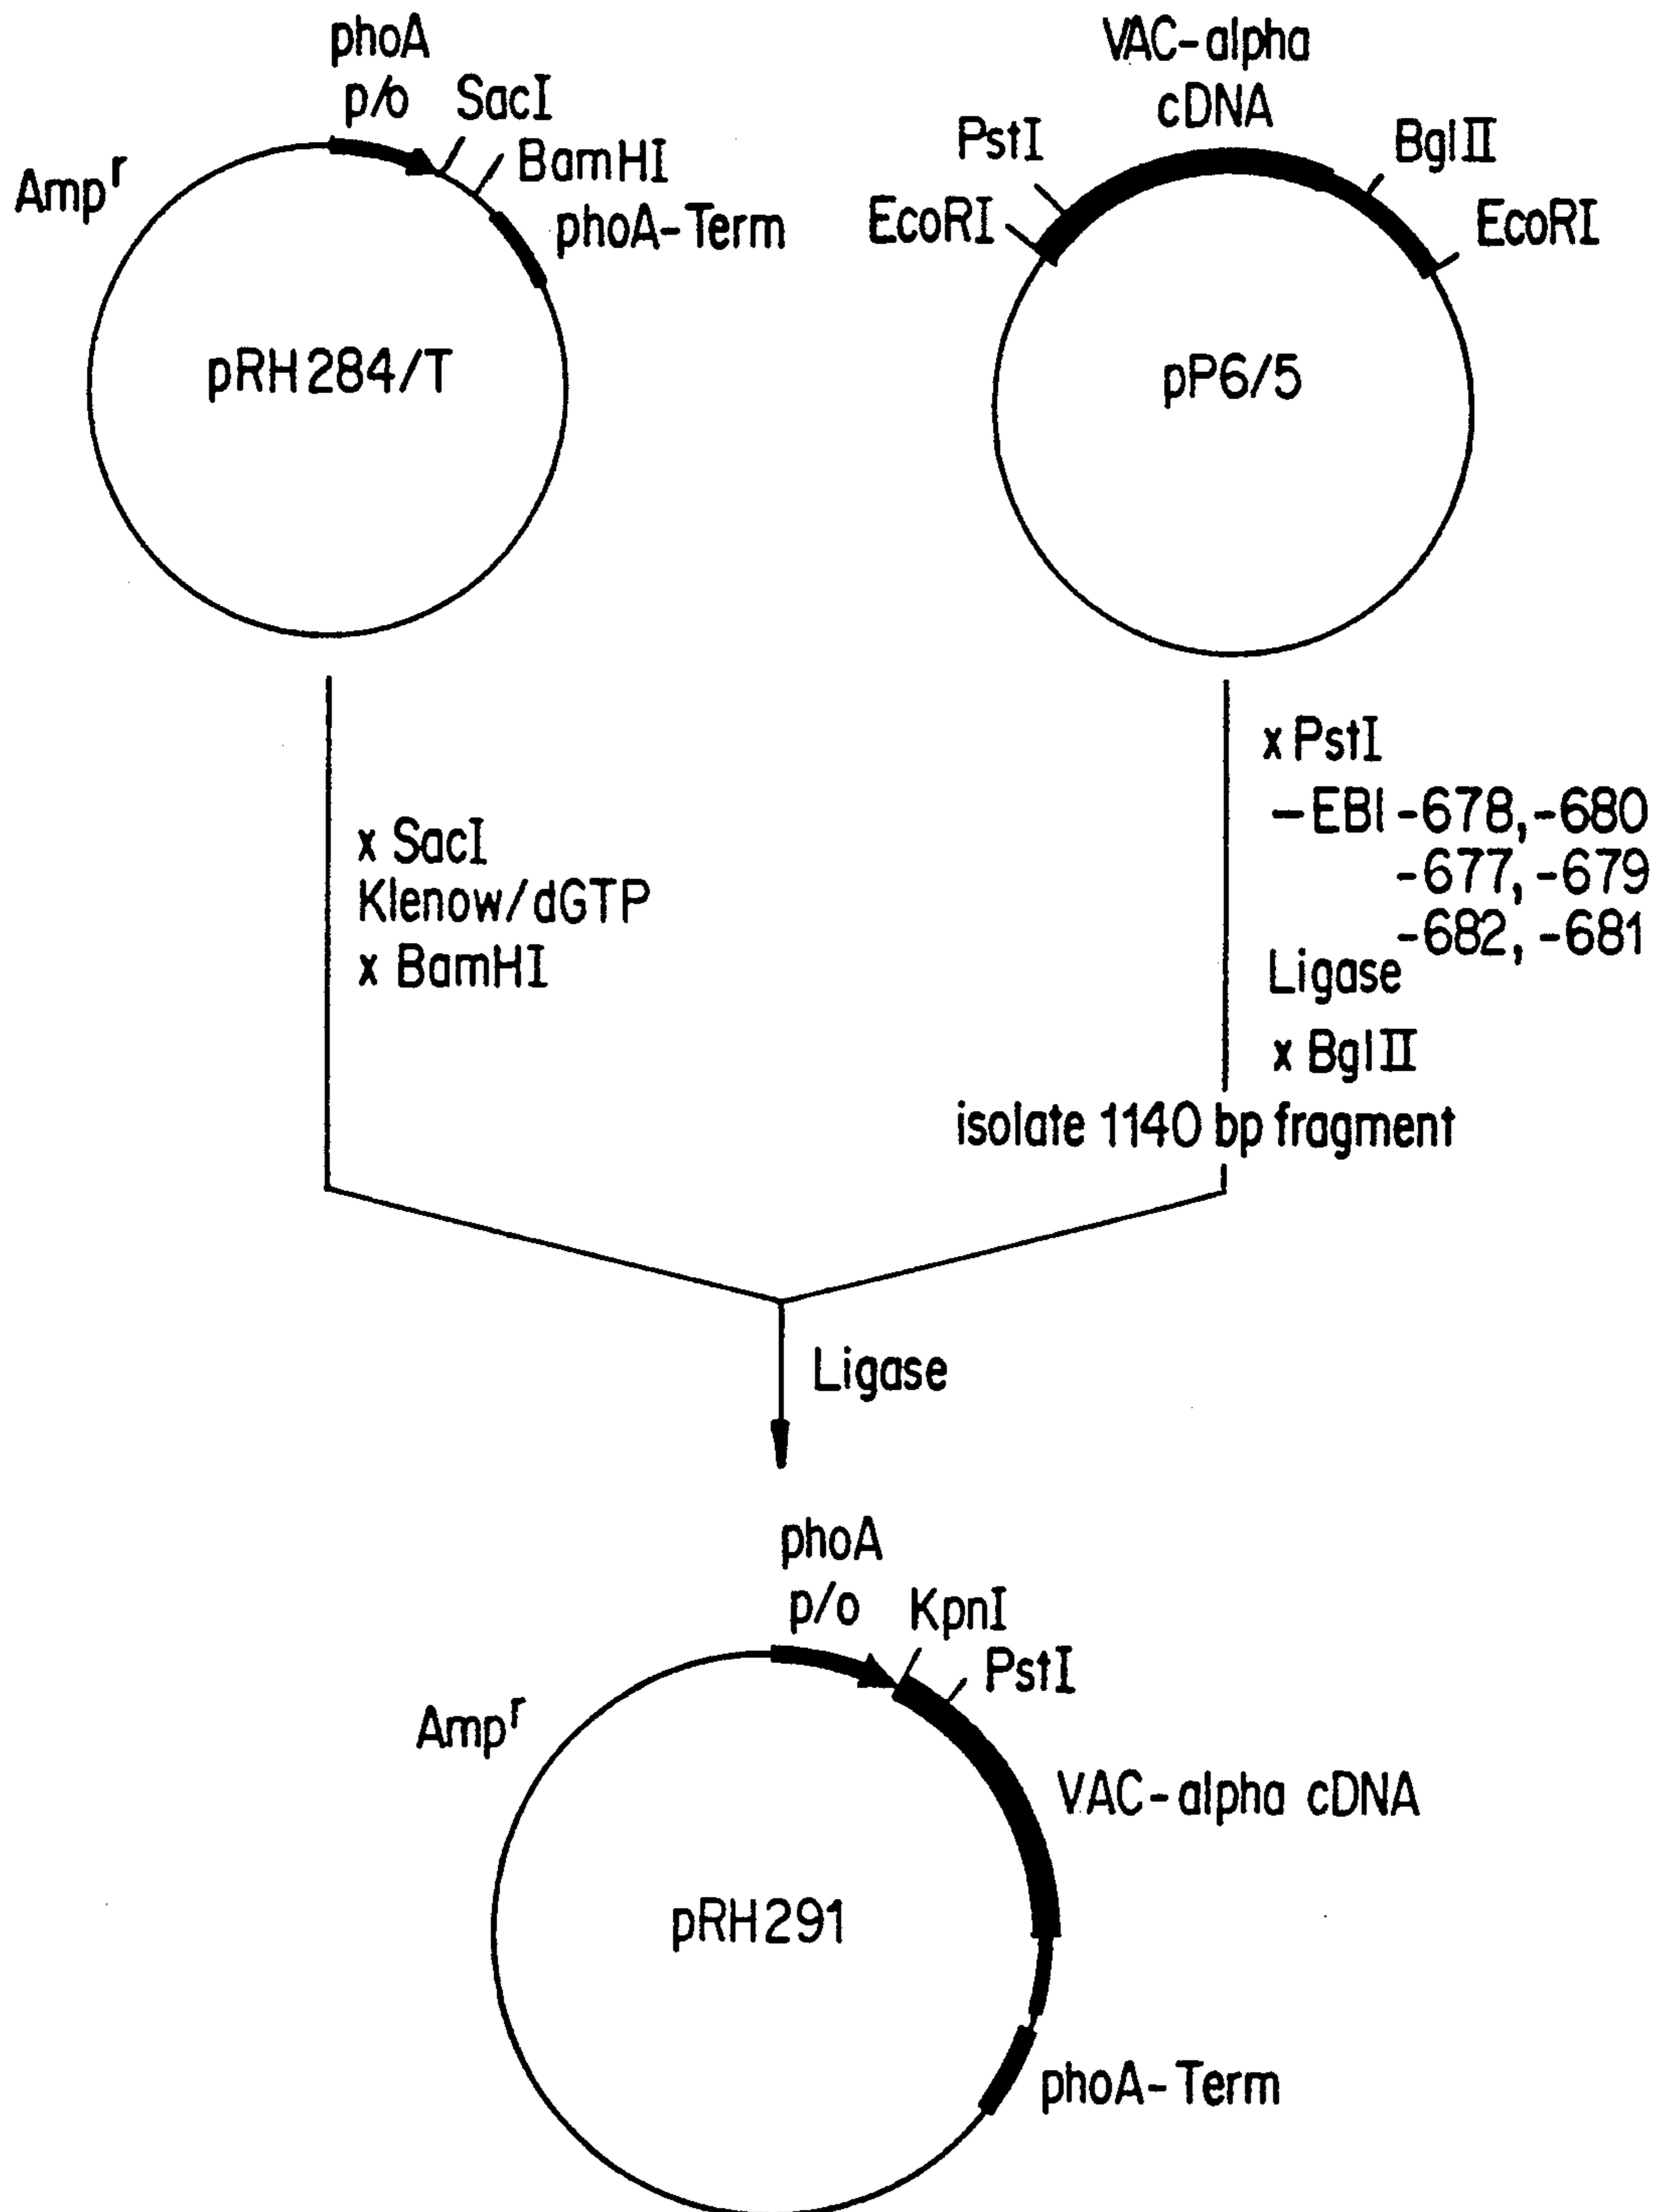 phoA
p/o
SacI
BamHI
phoA-Term
Ampʳ
pRH284/T
VAC-alpha
cDNA
PstI
EcoRI
BglII
EcoRI
pP6/5
x SacI
Klenow/dGTP
x BamHI
x PstI
-EBI -678, -680
-677, -679
-682, -681
Ligase
x BglII
isolate 1140 bp fragment
Ligase
phoA
p/o
KpnI
PstI
Ampʳ
VAC-alpha cDNA
pRH291
phoA-Term